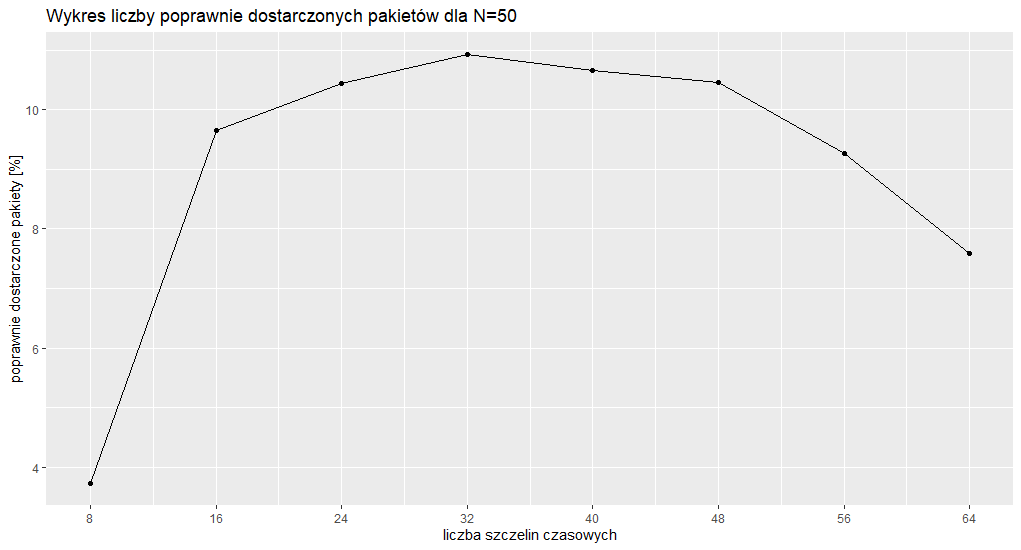 Wykres liczby poprawnie dostarczonych pakietów dla N=50
poprawnie dostarczone pakiety [%]
10
8
6
4
8 16 24 32 40 48 56 64
liczba szczelin czasowych